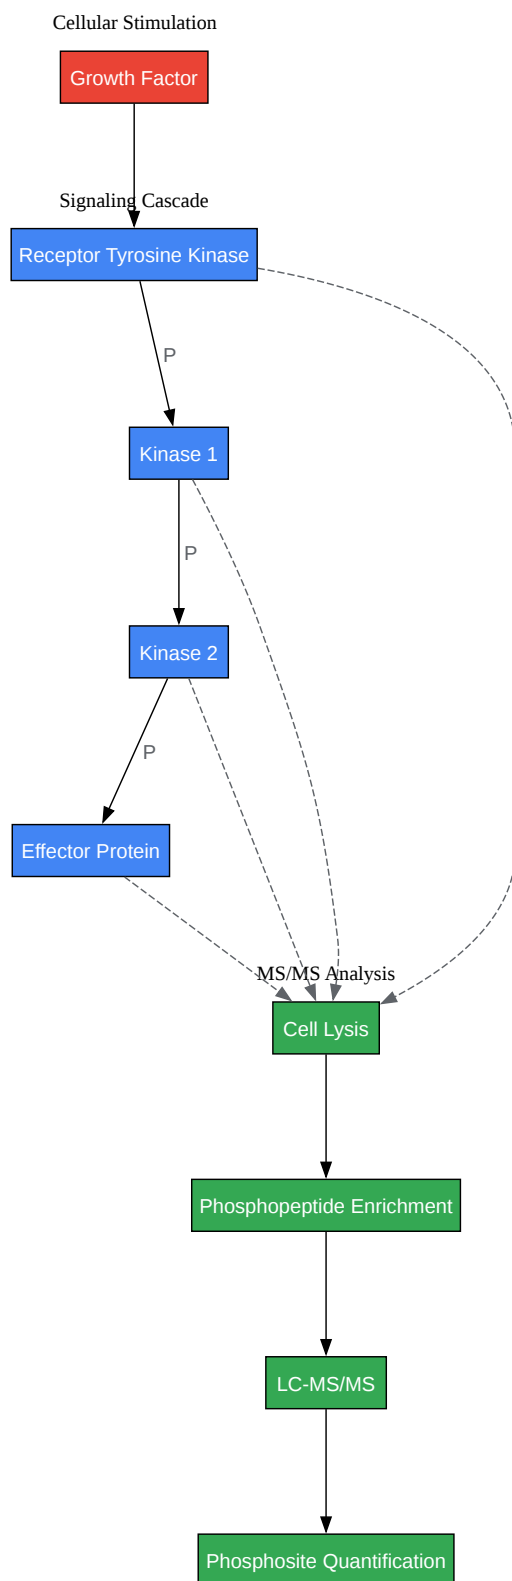 Cellular Stimulation
Growth Factor
Signaling Cascade
Receptor Tyrosine Kinase
P
Kinase 1
P
Kinase 2
P
Effector Protein
MS/MS Analysis
Cell Lysis
Phosphopeptide Enrichment
LC-MS/MS
Phosphosite Quantification